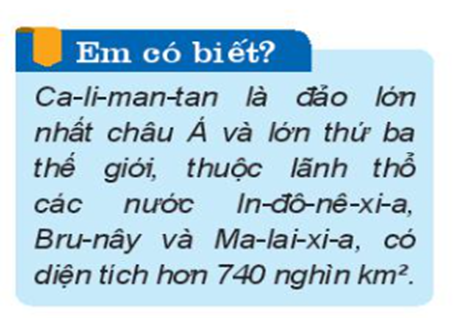 Em có biết?
Ca-li-man-tan là đảo lớn
nhất châu Á và lớn thứ ba
thế giới, thuộc lãnh thổ
các nước In-đô-nê-xi-a,
Bru-nây và Ma-lai-xi-a, có
diện tích hơn 740 nghìn km².